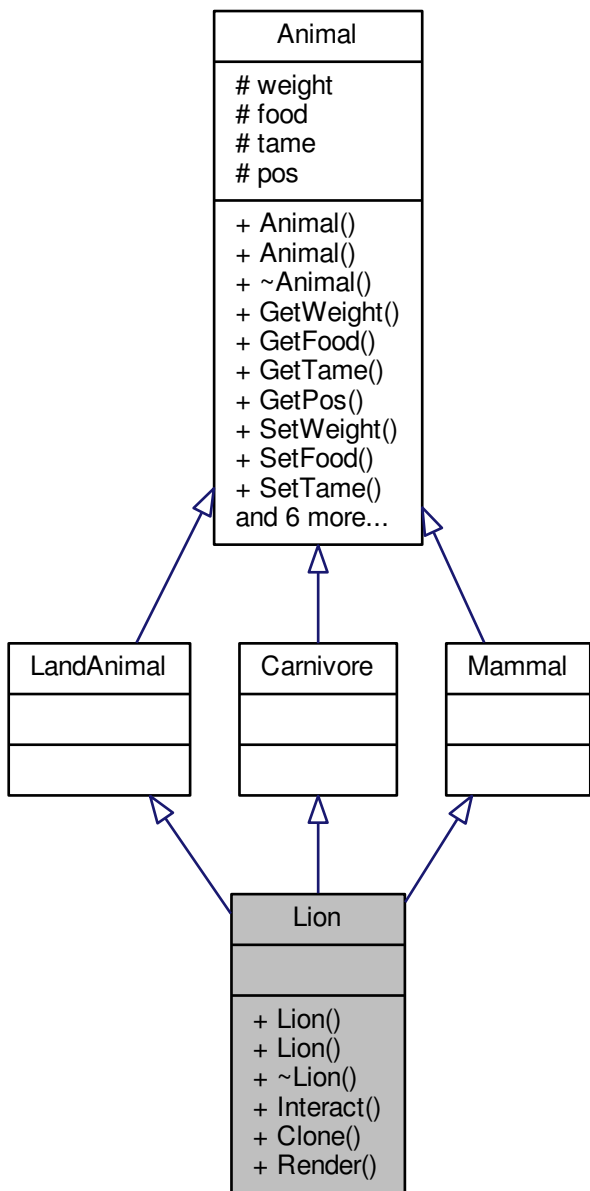 Animal
# weight
# food
# tame
# pos
+ Animal()
+ Animal()
+ ~Animal()
+ GetWeight()
+ GetFood()
+ GetTame()
+ GetPos()
+ SetWeight()
+ SetFood()
+ SetTame()
and 6 more...
LandAnimal
Carnivore
Mammal
Lion
+ Lion()
+ Lion()
+ ~Lion()
+ Interact()
+ Clone()
+ Render()